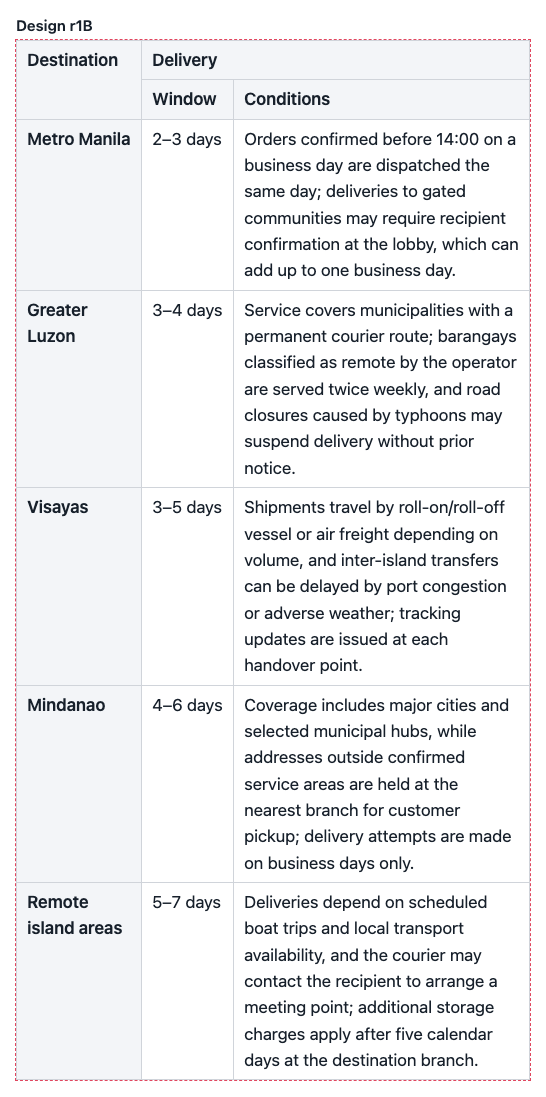 Design r1B
Destination
Delivery
Window
Conditions
Metro Manila
2–3 days
Orders confirmed before 14:00 on a
business day are dispatched the
same day; deliveries to gated
communities may require recipient
confirmation at the lobby, which can
add up to one business day.
Greater
Luzon
3–4 days
Service covers municipalities with a
permanent courier route; barangays
classified as remote by the operator
are served twice weekly, and road
closures caused by typhoons may
suspend delivery without prior
notice.
Visayas
3–5 days
Shipments travel by roll-on/roll-off
vessel or air freight depending on
volume, and inter-island transfers
can be delayed by port congestion
or adverse weather; tracking
updates are issued at each
handover point.
Mindanao
4–6 days
Coverage includes major cities and
selected municipal hubs, while
addresses outside confirmed
service areas are held at the
nearest branch for customer
pickup; delivery attempts are made
on business days only.
Remote
island areas
5–7 days
Deliveries depend on scheduled
boat trips and local transport
availability, and the courier may
contact the recipient to arrange a
meeting point; additional storage
charges apply after five calendar
days at the destination branch.